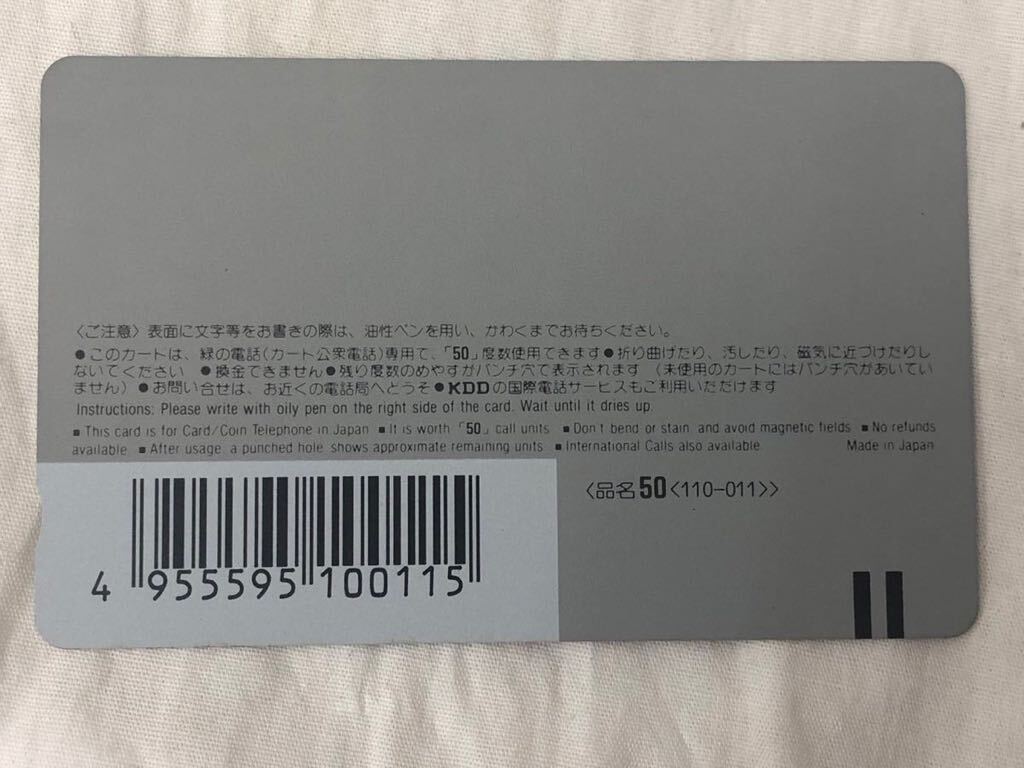 〈ご注意〉表面に文字等をお書きの際は、油性ペンを用い、かわくまでお待ちください。
●このカードは、緑の電話(カード公衆電話)専用で、「50」度数使用できます●折り曲げたり、汚したり、磁気に近づけたりし
ないでください ●換金できません●残り度数のめやすがパンチ穴で表示されます（未使用のカードにはパンチ穴があいてい
ません）●お問い合せは、お近くの電話局へどうぞ●KDDの国際電話サービスもご利用いただけます
Instructions: Please write with oily pen on the right side of the card. Wait until it dries up.
■ This card is for Card/Coin Telephone in Japan ■ It is worth「50」call units ■ Don't bend or stain, and avoid magnetic fields ■ No refunds
available. ■ After usage, a punched hole shows approximate remaining units ■ International Calls also available. Made in Japan
〈品名50〈110-011〉〉
4 955595 100115